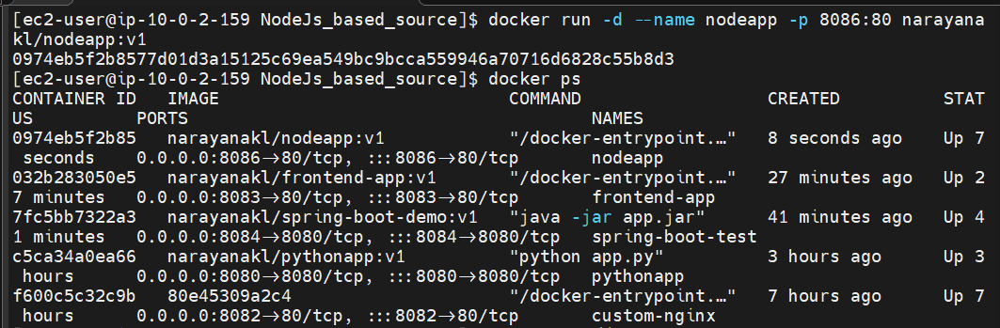 [ec2-user@ip-10-0-2-159 NodeJs_based_source]$ docker run -d --name nodeapp -p 8086:80 narayana
kl/nodeapp:v1
0974eb5f2b8577d01d3a15125c69ea549bc9bcca559946a70716d6828c55b8d3
[ec2-user@ip-10-0-2-159 NodeJs_based_source]$ docker ps
CONTAINER ID   IMAGE                       COMMAND                  CREATED          STAT
US         PORTS                                       NAMES
0974eb5f2b85   narayanakl/nodeapp:v1       "/docker-entrypoint.…"   8 seconds ago    Up 7
 seconds    0.0.0.0:8086->80/tcp, :::8086->80/tcp       nodeapp
032b283050e5   narayanakl/frontend-app:v1   "/docker-entrypoint.…"   27 minutes ago   Up 2
7 minutes   0.0.0.0:8083->80/tcp, :::8083->80/tcp       frontend-app
7fc5bb7322a3   narayanakl/spring-boot-demo:v1   "java -jar app.jar"   41 minutes ago   Up 4
1 minutes   0.0.0.0:8084->8080/tcp, :::8084->8080/tcp   spring-boot-test
c5ca34a0ea66   narayanakl/pythonapp:v1     "python app.py"          3 hours ago      Up 3
 hours      0.0.0.0:8080->8080/tcp, :::8080->8080/tcp   pythonapp
f600c5c32c9b   80e45309a2c4                "/docker-entrypoint.…"   7 hours ago      Up 7
 hours      0.0.0.0:8082->80/tcp, :::8082->80/tcp       custom-nginx